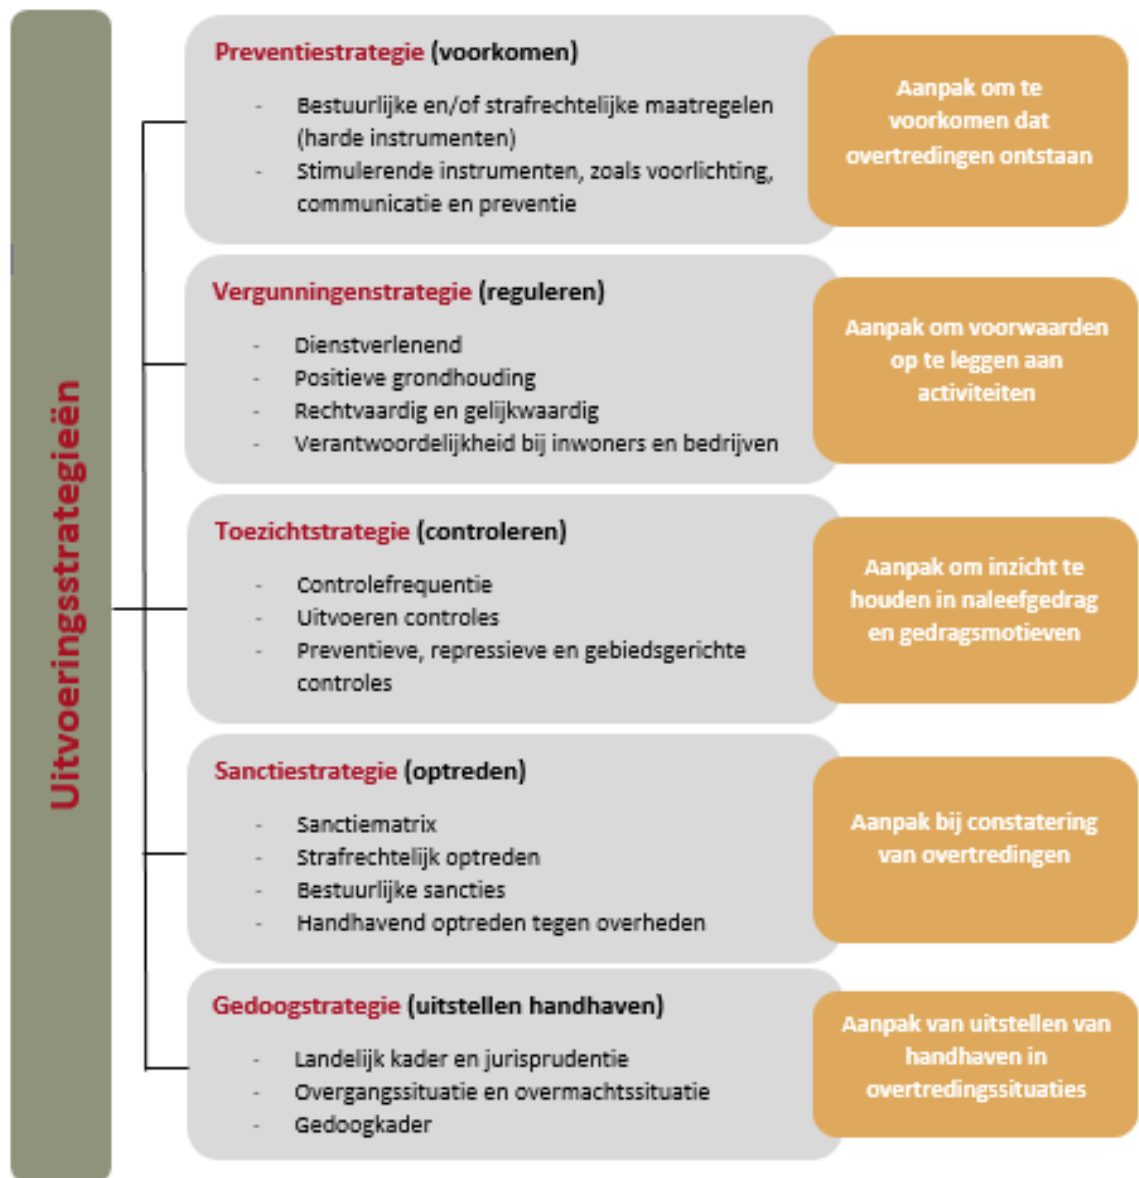 Uitvoeringsstrategieën
Preventiestrategie (voorkomen)
- Bestuurlijke en/of strafrechtelijke maatregelen
(harde instrumenten)
- Stimulerende instrumenten, zoals voorlichting,
communicatie en preventie
Aanpak om te
voorkomen dat
overtredingen ontstaan
Vergunningenstrategie (reguleren)
- Dienstverlenend
- Positieve grondhouding
- Rechtvaardig en gelijkwaardig
- Verantwoordelijkheid bij inwoners en bedrijven
Aanpak om voorwaarden
op te leggen aan
activiteiten
Toezichtstrategie (controleren)
- Controlefrequentie
- Uitvoeren controles
- Preventieve, repressieve en gebiedsgerichte
controles
Aanpak om inzicht te
houden in naleefgedrag
en gedragsmotieven
Sanctiestrategie (optreden)
- Sanctiematrix
- Strafrechtelijk optreden
- Bestuurlijke sancties
- Handhavend optreden tegen overheden
Aanpak bij constatering
van overtredingen
Gedoogstrategie (uitstellen handhaven)
- Landelijk kader en jurisprudentie
- Overgangssituatie en overmachtssituatie
- Gedoogkader
Aanpak van uitstellen van
handhaven in
overtredingssituaties